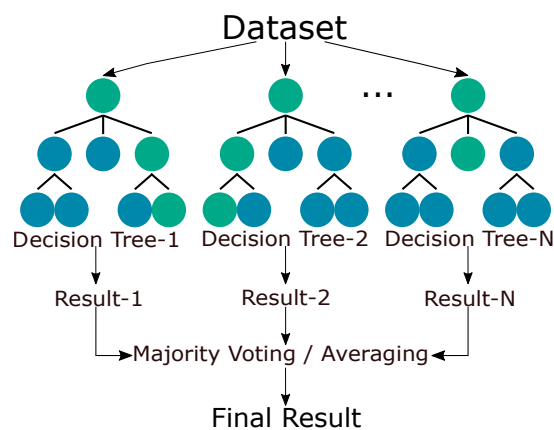 Dataset
...
Decision Tree-1 Decision Tree-2 Decision Tree-N
Result-1 Result-2 Result-N
Majority Voting / Averaging
Final Result